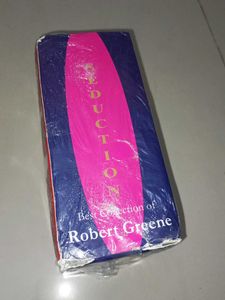 SEDUCTION
Best Collection of
Robert Greene